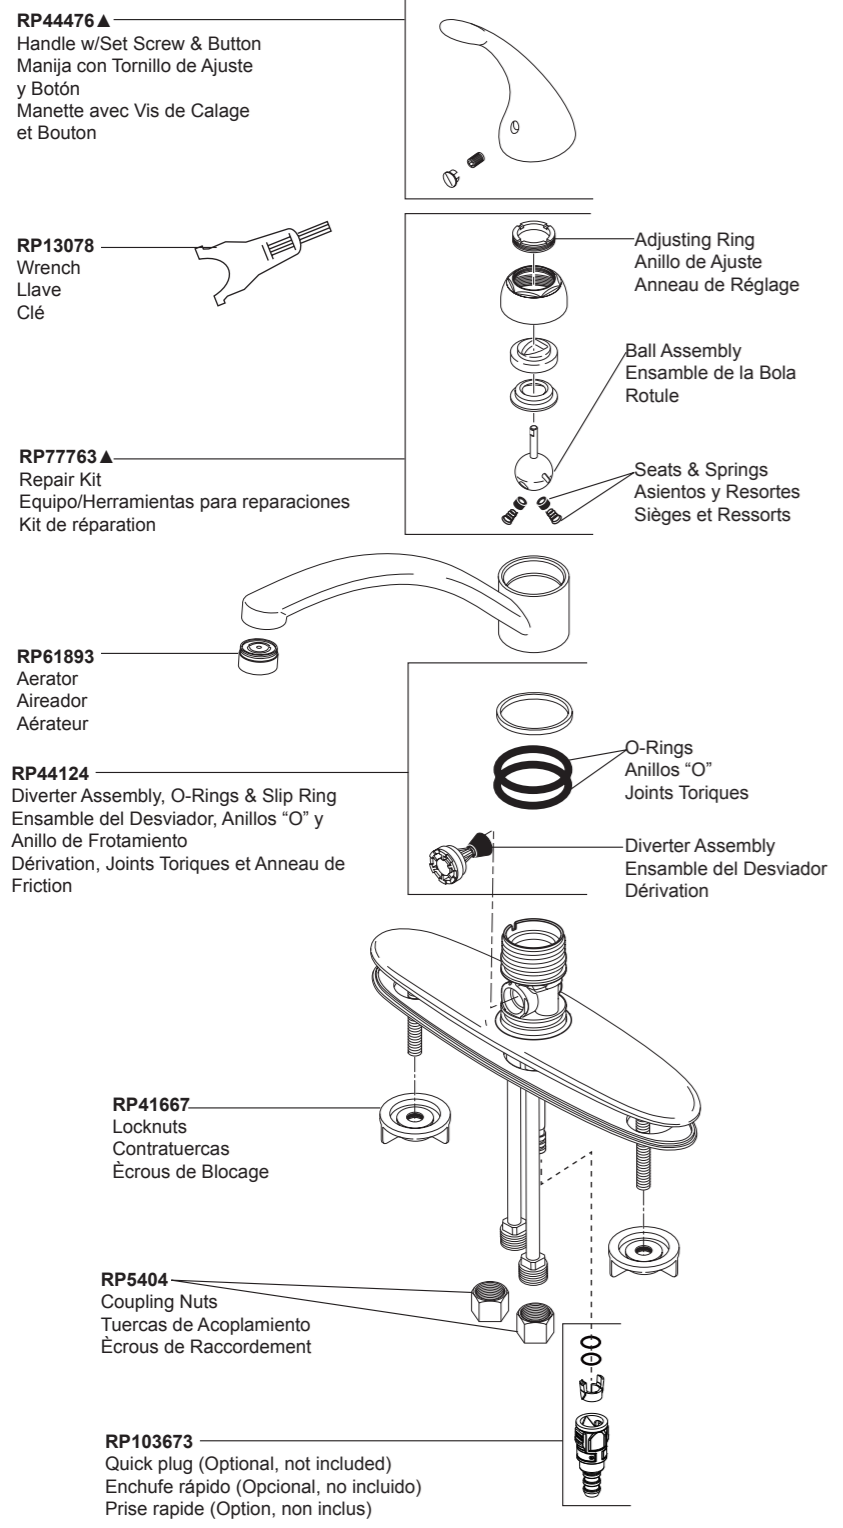 RP44476▲
Handle w/Set Screw & Button
Manija con Tornillo de Ajuste
y Botón
Manette avec Vis de Calage
et Bouton
RP13078
Wrench
Llave
Clé
Adjusting Ring
Anillo de Ajuste
Anneau de Réglage
Ball Assembly
Ensamble de la Bola
Rotule
RP77763▲
Repair Kit
Equipo/Herramientas para reparaciones
Kit de réparation
Seats & Springs
Asientos y Resortes
Sièges et Ressorts
RP61893
Aerator
Aireador
Aérateur
RP44124
Diverter Assembly, O-Rings & Slip Ring
Ensamble del Desviador, Anillos “O” y
Anillo de Frotamiento
Dérivation, Joints Toriques et Anneau de
Friction
O-Rings
Anillos “O”
Joints Toriques
Diverter Assembly
Ensamble del Desviador
Dérivation
RP41667
Locknuts
Contratuercas
Ècrous de Blocage
RP5404
Coupling Nuts
Tuercas de Acoplamiento
Ècrous de Raccordement
RP103673
Quick plug (Optional, not included)
Enchufe rápido (Opcional, no incluido)
Prise rapide (Option, non inclus)